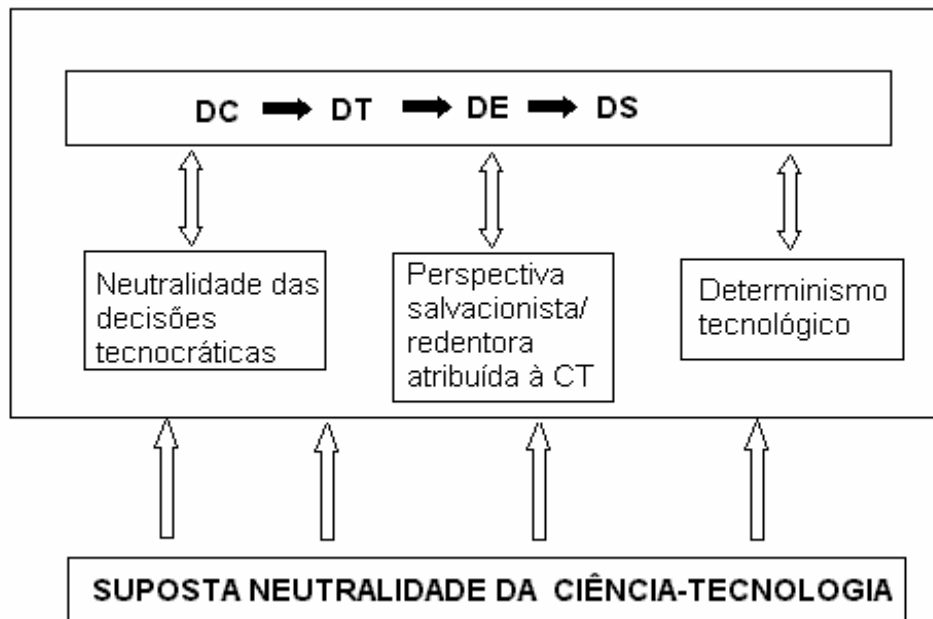 DC DT DE DS
Neutralidade das
decisões
tecnocráticas
Perspectiva
salvacionista/
redentora
atribuída à CT
Determinismo
tecnológico
SUPOSTA NEUTRALIDADE DA CIÊNCIA-TECNOLOGIA